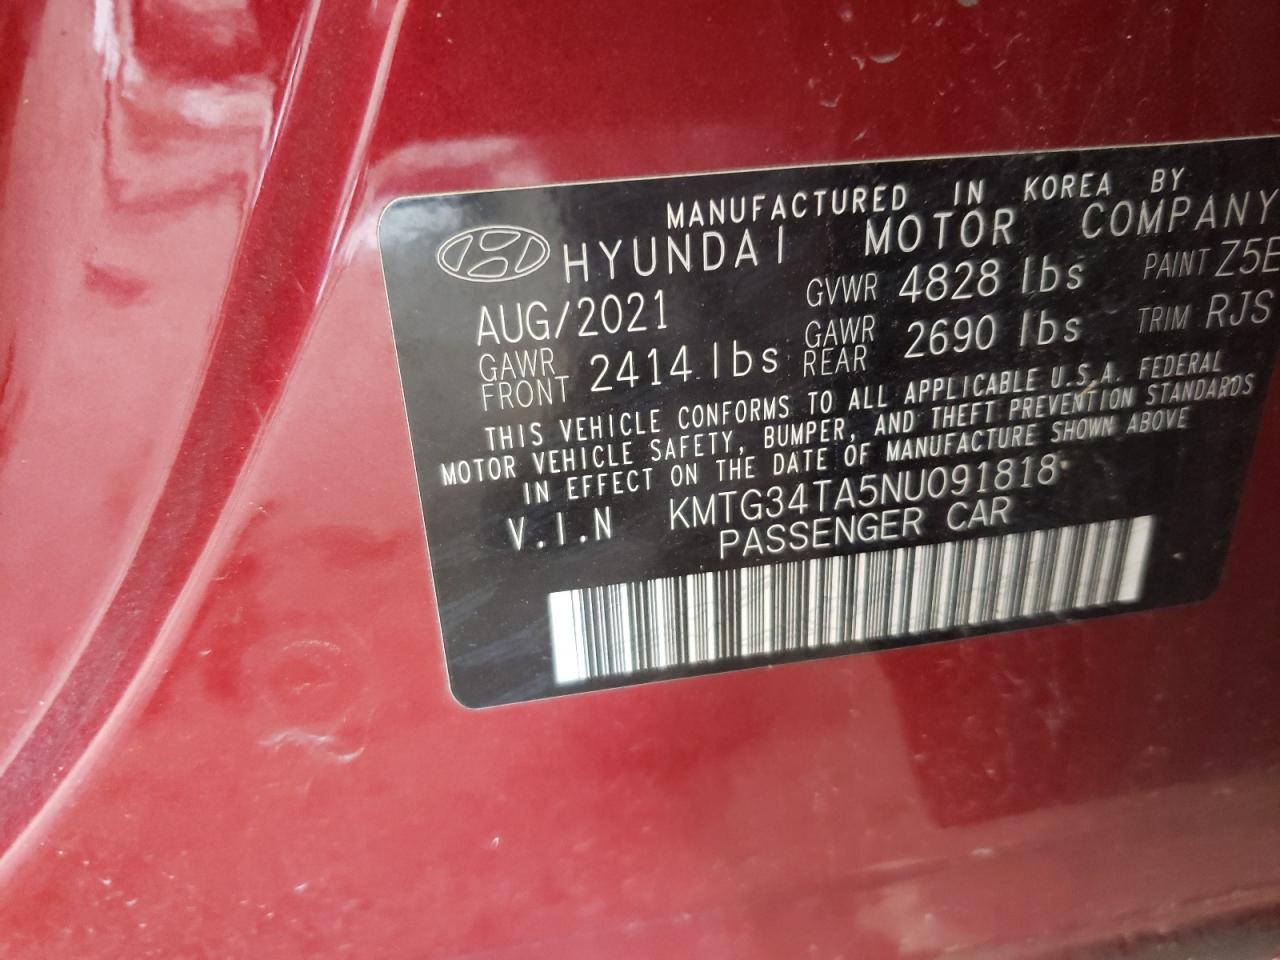 MANUFACTURED IN KOREA BY
HYUNDAI MOTOR COMPANY
AUG/2021 GVWR 4828 lbs PAINT Z5E
GAWR FRONT 2414 lbs GAWR REAR 2690 lbs TRIM RJS
THIS VEHICLE CONFORMS TO ALL APPLICABLE U.S.A. FEDERAL
MOTOR VEHICLE SAFETY, BUMPER, AND THEFT PREVENTION STANDARDS
IN EFFECT ON THE DATE OF MANUFACTURE SHOWN ABOVE
V.I.N KMTG34TA5NU091818
PASSENGER CAR